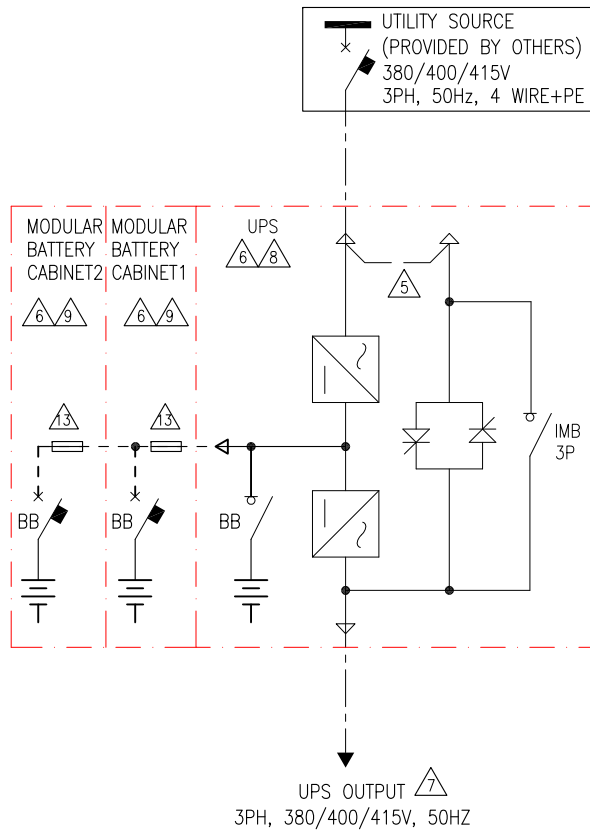 UTILITY SOURCE
(PROVIDED BY OTHERS)
380/400/415V
3PH, 50Hz, 4 WIRE+PE
MODULAR
BATTERY
CABINET2
6 9
MODULAR
BATTERY
CABINET1
6 9
UPS
6 8
5
13
13
IMB
3P
BB
BB
BB
UPS OUTPUT 7
3PH, 380/400/415V, 50HZ